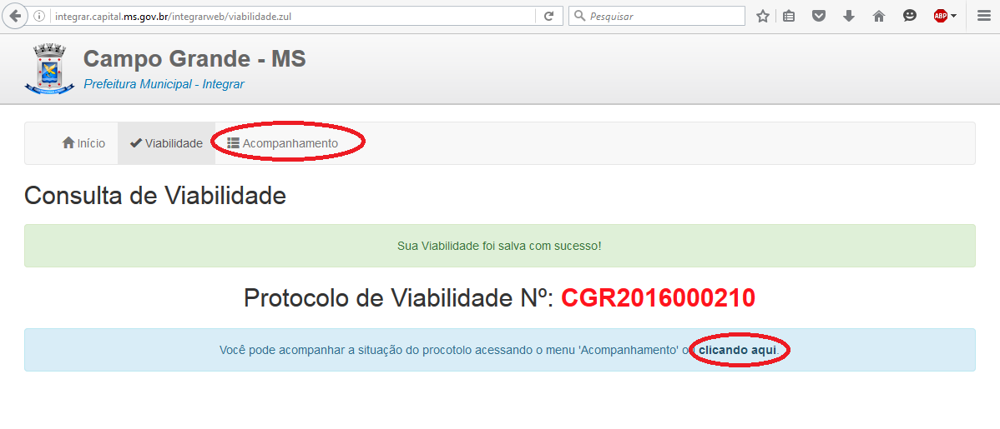 integrar.capital.ms.gov.br/integrarweb/viabilidade.zul
Pesquisar
ABP
Campo Grande - MS
Prefeitura Municipal - Integrar
Início
Viabilidade
Acompanhamento
Consulta de Viabilidade
Sua Viabilidade foi salva com sucesso!
Protocolo de Viabilidade Nº: CGR2016000210
Você pode acompanhar a situação do procotolo acessando o menu 'Acompanhamento' ou clicando aqui.